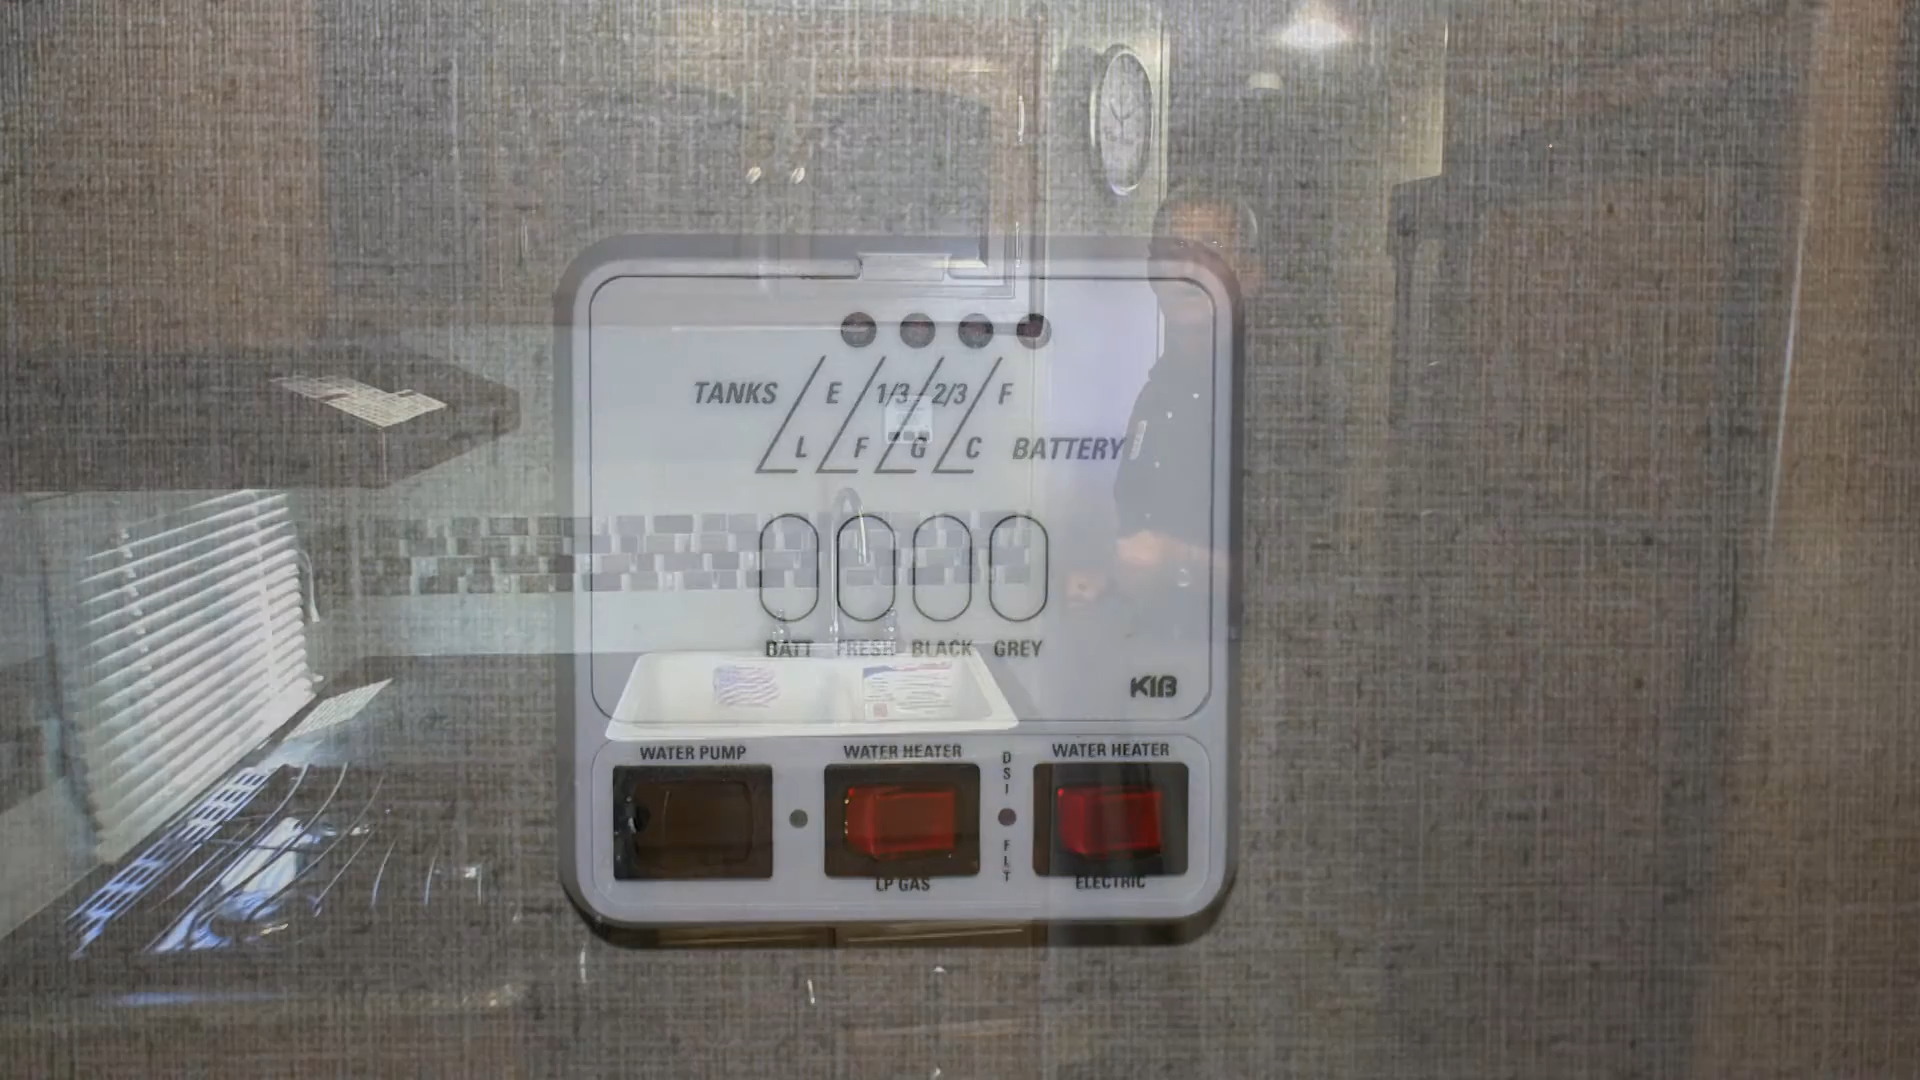 TANKS E 1/3 2/3 F
L F G C BATTERY
BATT FRESH BLACK GREY
KIB
WATER PUMP WATER HEATER DSI WATER HEATER
FLT
LP GAS ELECTRIC